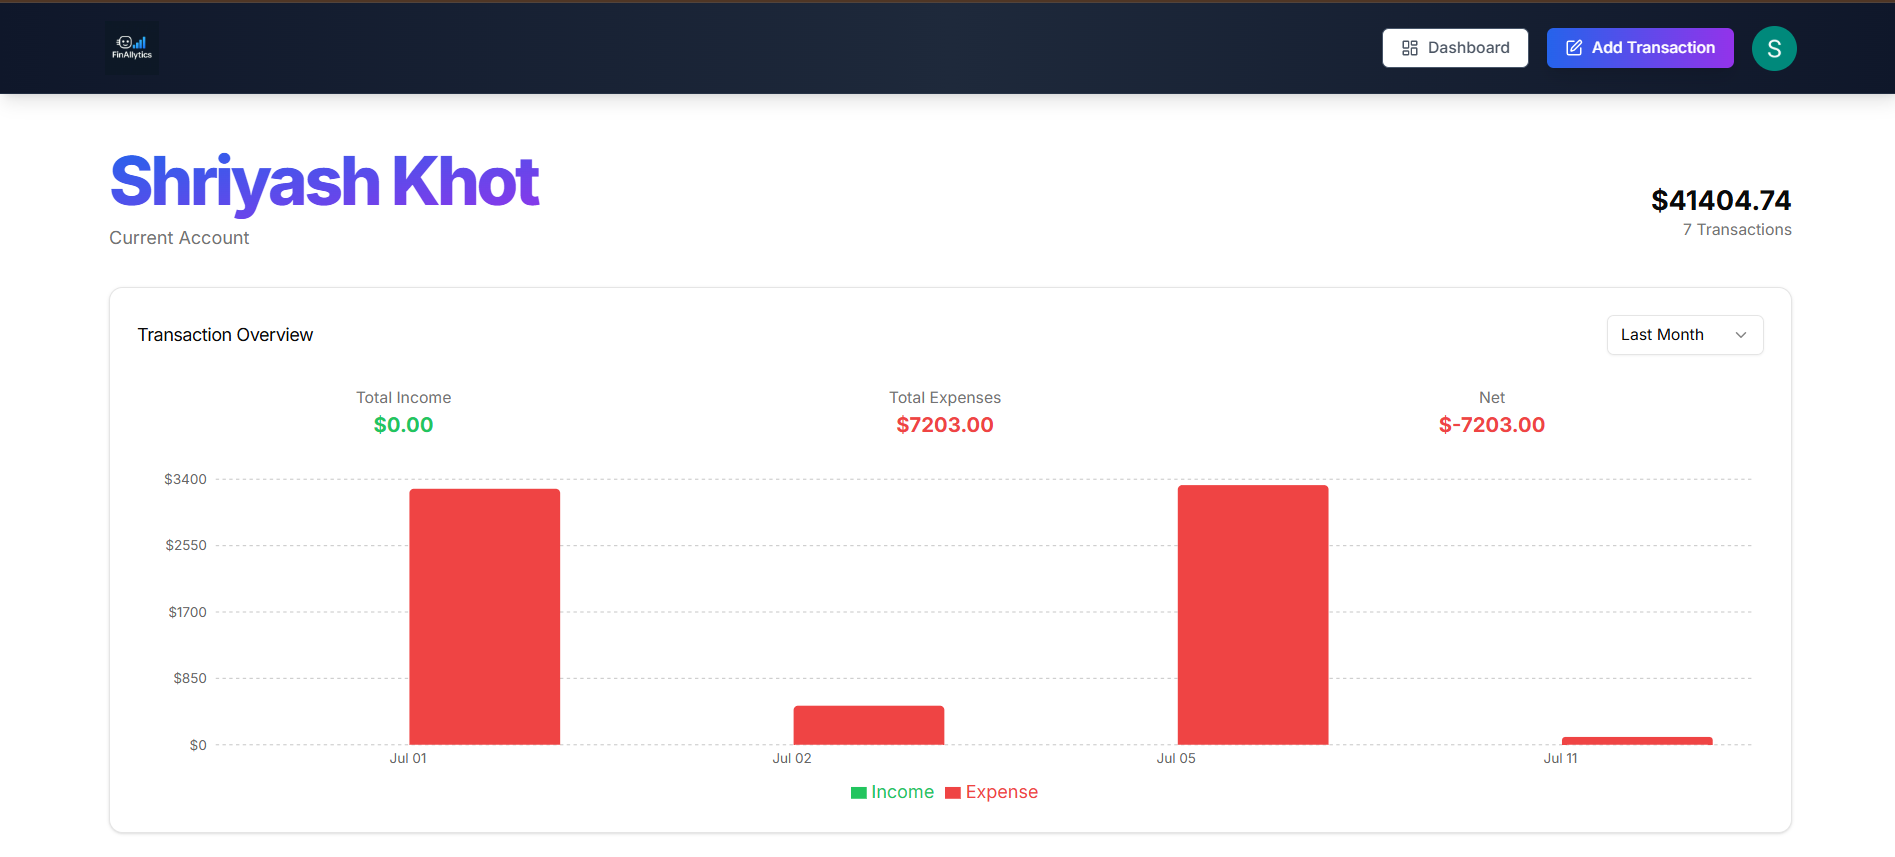 FinAllytics
Dashboard
Add Transaction
S
Shriyash Khot
Current Account
$41404.74
7 Transactions
Transaction Overview
Last Month
Total Income
$0.00
Total Expenses
$7203.00
Net
$-7203.00
$3400
$2550
$1700
$850
$0
Jul 01
Jul 02
Jul 05
Jul 11
Income
Expense